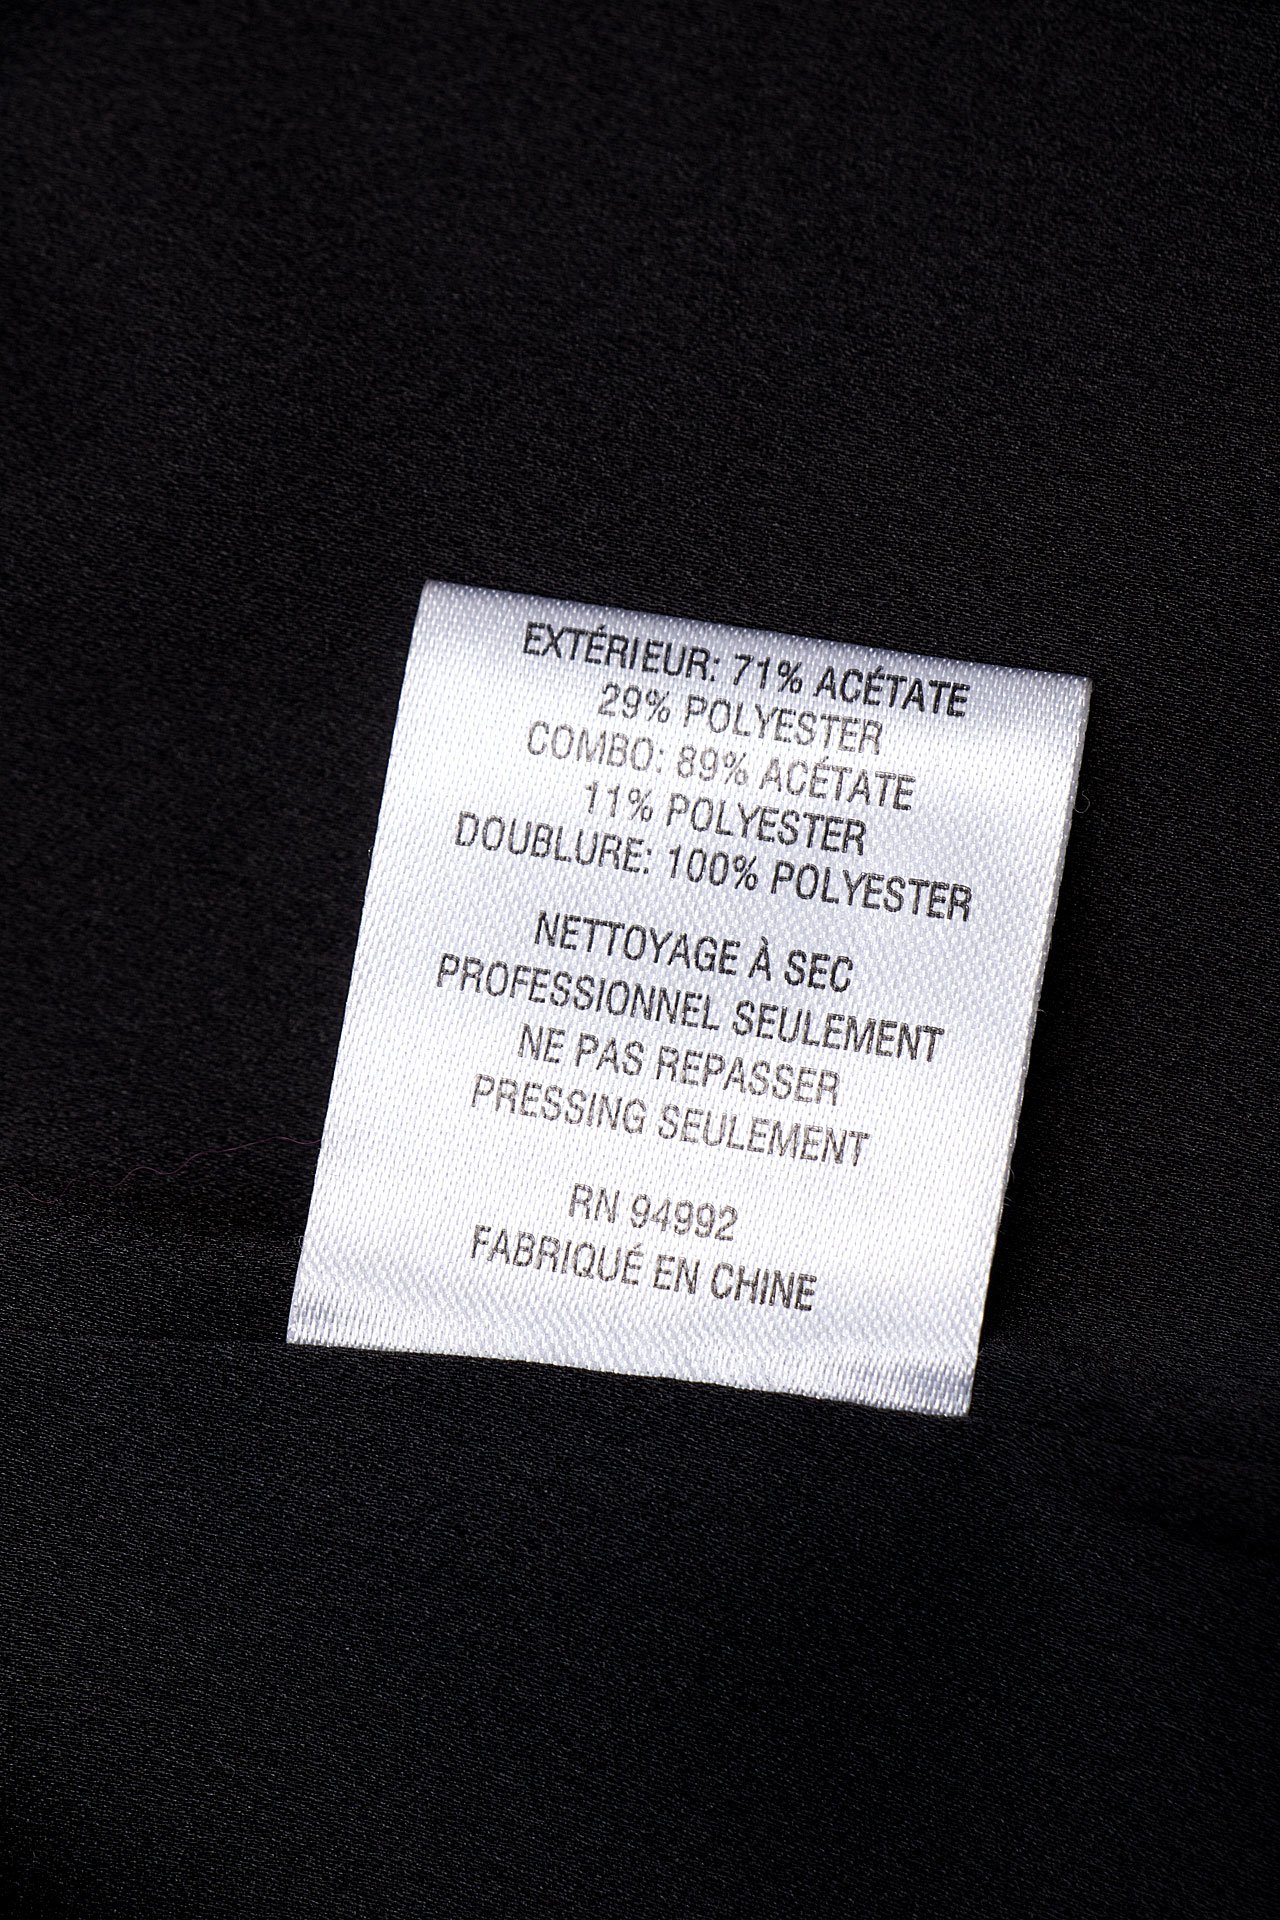 EXTÉRIEUR: 71% ACÉTATE
29% POLYESTER
COMBO: 89% ACÉTATE
11% POLYESTER
DOUBLURE: 100% POLYESTER
NETTOYAGE À SEC
PROFESSIONNEL SEULEMENT
NE PAS REPASSER
PRESSING SEULEMENT
RN 94992
FABRIQUÉ EN CHINE